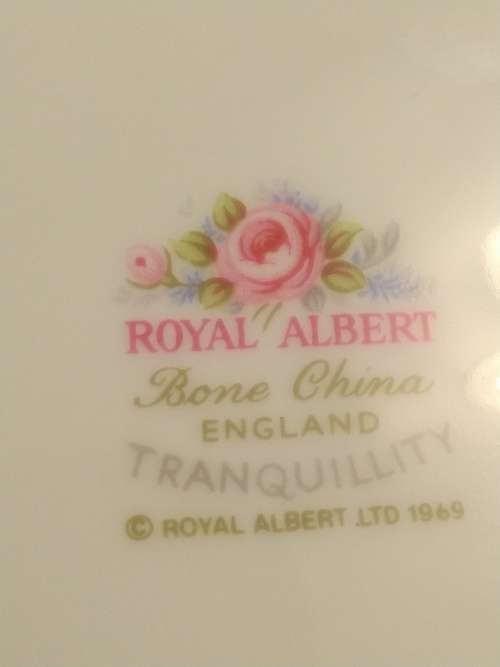 ROYAL ALBERT
Bone China
ENGLAND
TRANQUILLITY
© ROYAL ALBERT .LTD 1969